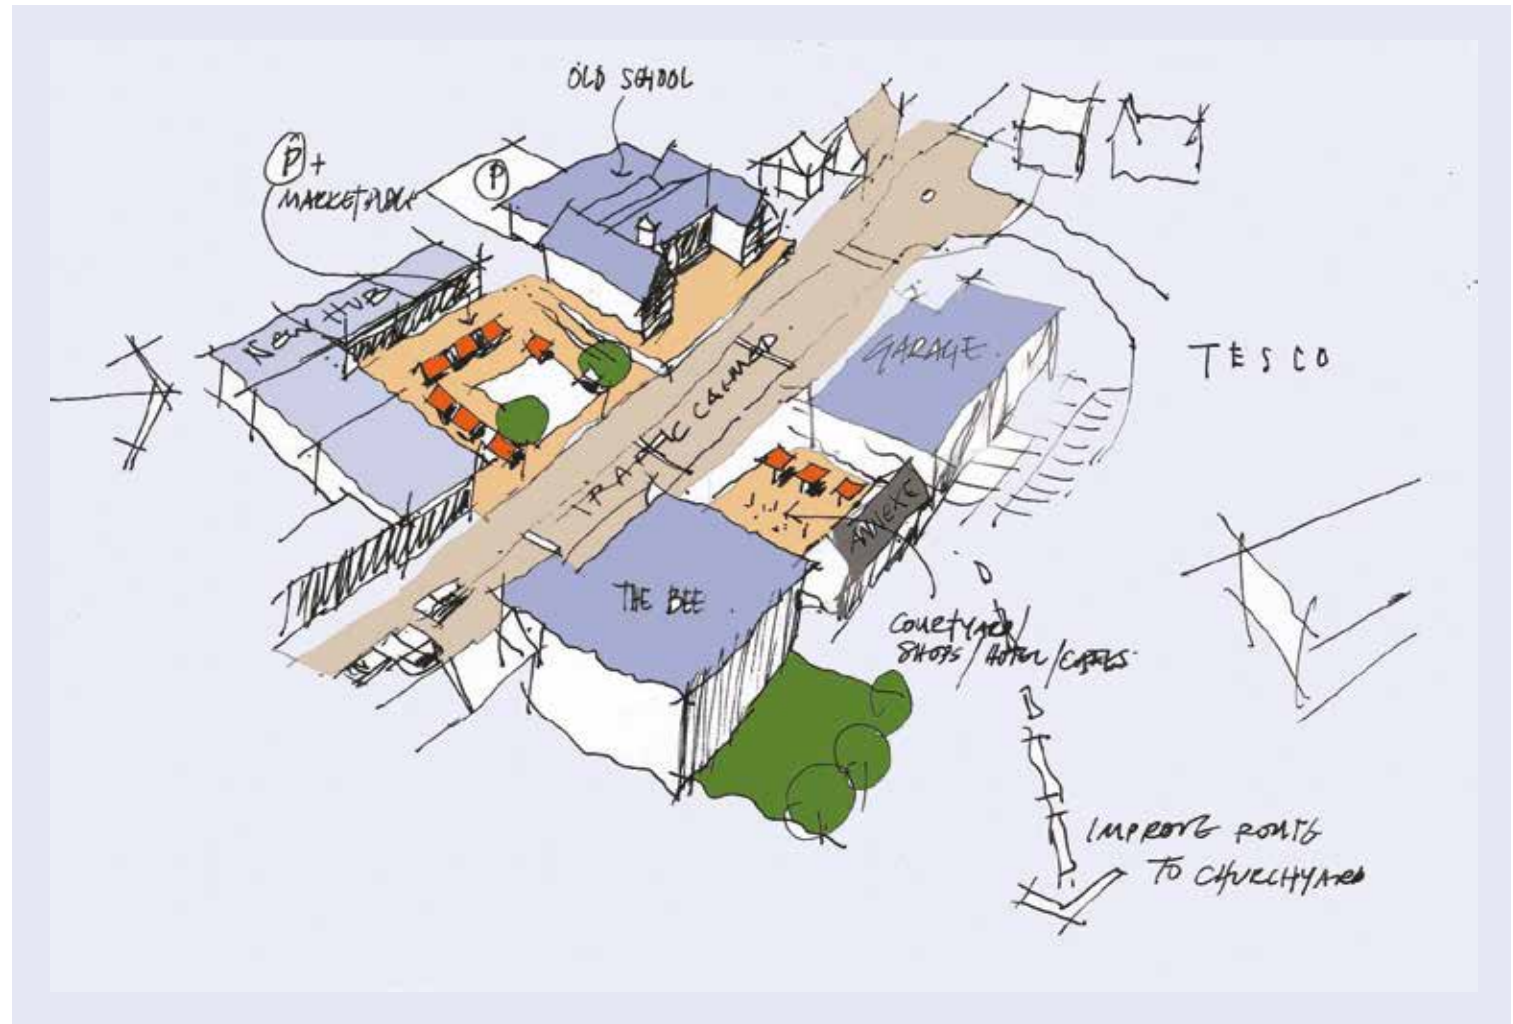 OLD SCHOOL
P +
MARKETPLACE
P
NEW HUB
GARAGE
TESCO
TRAFFIC CALMED
ANNEXE
THE BEE
COURTYARD/
SHOPS/HOTEL/CAFES
IMPROVE ROUTE
TO CHURCHYARD